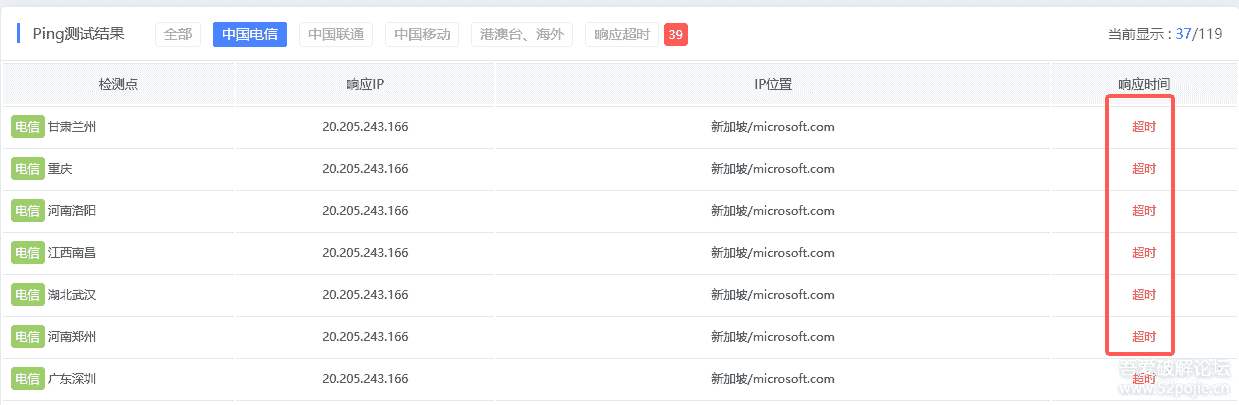 Ping测试结果 全部 中国电信 中国联通 中国移动 港澳台、海外 响应超时 39 当前显示 : 37/119
检测点 响应IP IP位置 响应时间
电信 甘肃兰州 20.205.243.166 新加坡/microsoft.com 超时
电信 重庆 20.205.243.166 新加坡/microsoft.com 超时
电信 河南洛阳 20.205.243.166 新加坡/microsoft.com 超时
电信 江西南昌 20.205.243.166 新加坡/microsoft.com 超时
电信 湖北武汉 20.205.243.166 新加坡/microsoft.com 超时
电信 河南郑州 20.205.243.166 新加坡/microsoft.com 超时
电信 广东深圳 20.205.243.166 新加坡/microsoft.com 超时
吾爱破解论坛
www.52pojie.cn